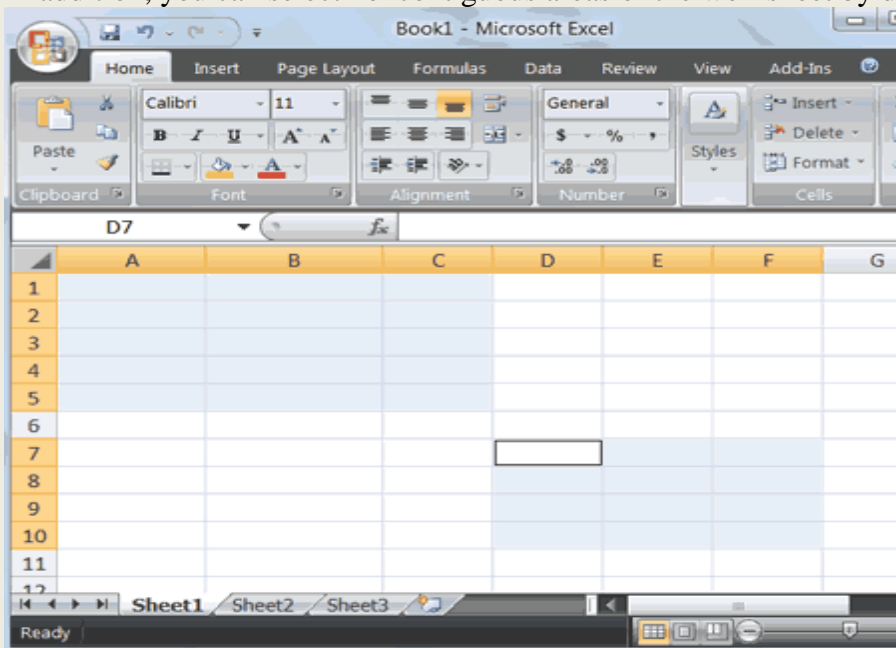 Book1 - Microsoft Excel
Home Insert Page Layout Formulas Data Review View Add-Ins
Calibri 11 General Insert
B I U A A $ % , Delete
Paste Styles Format
A
Clipboard Font Alignment Number Cells
D7 fx
A B C D E F G
1
2
3
4
5
6
7
8
9
10
11
12
Sheet1 Sheet2 Sheet3
Ready